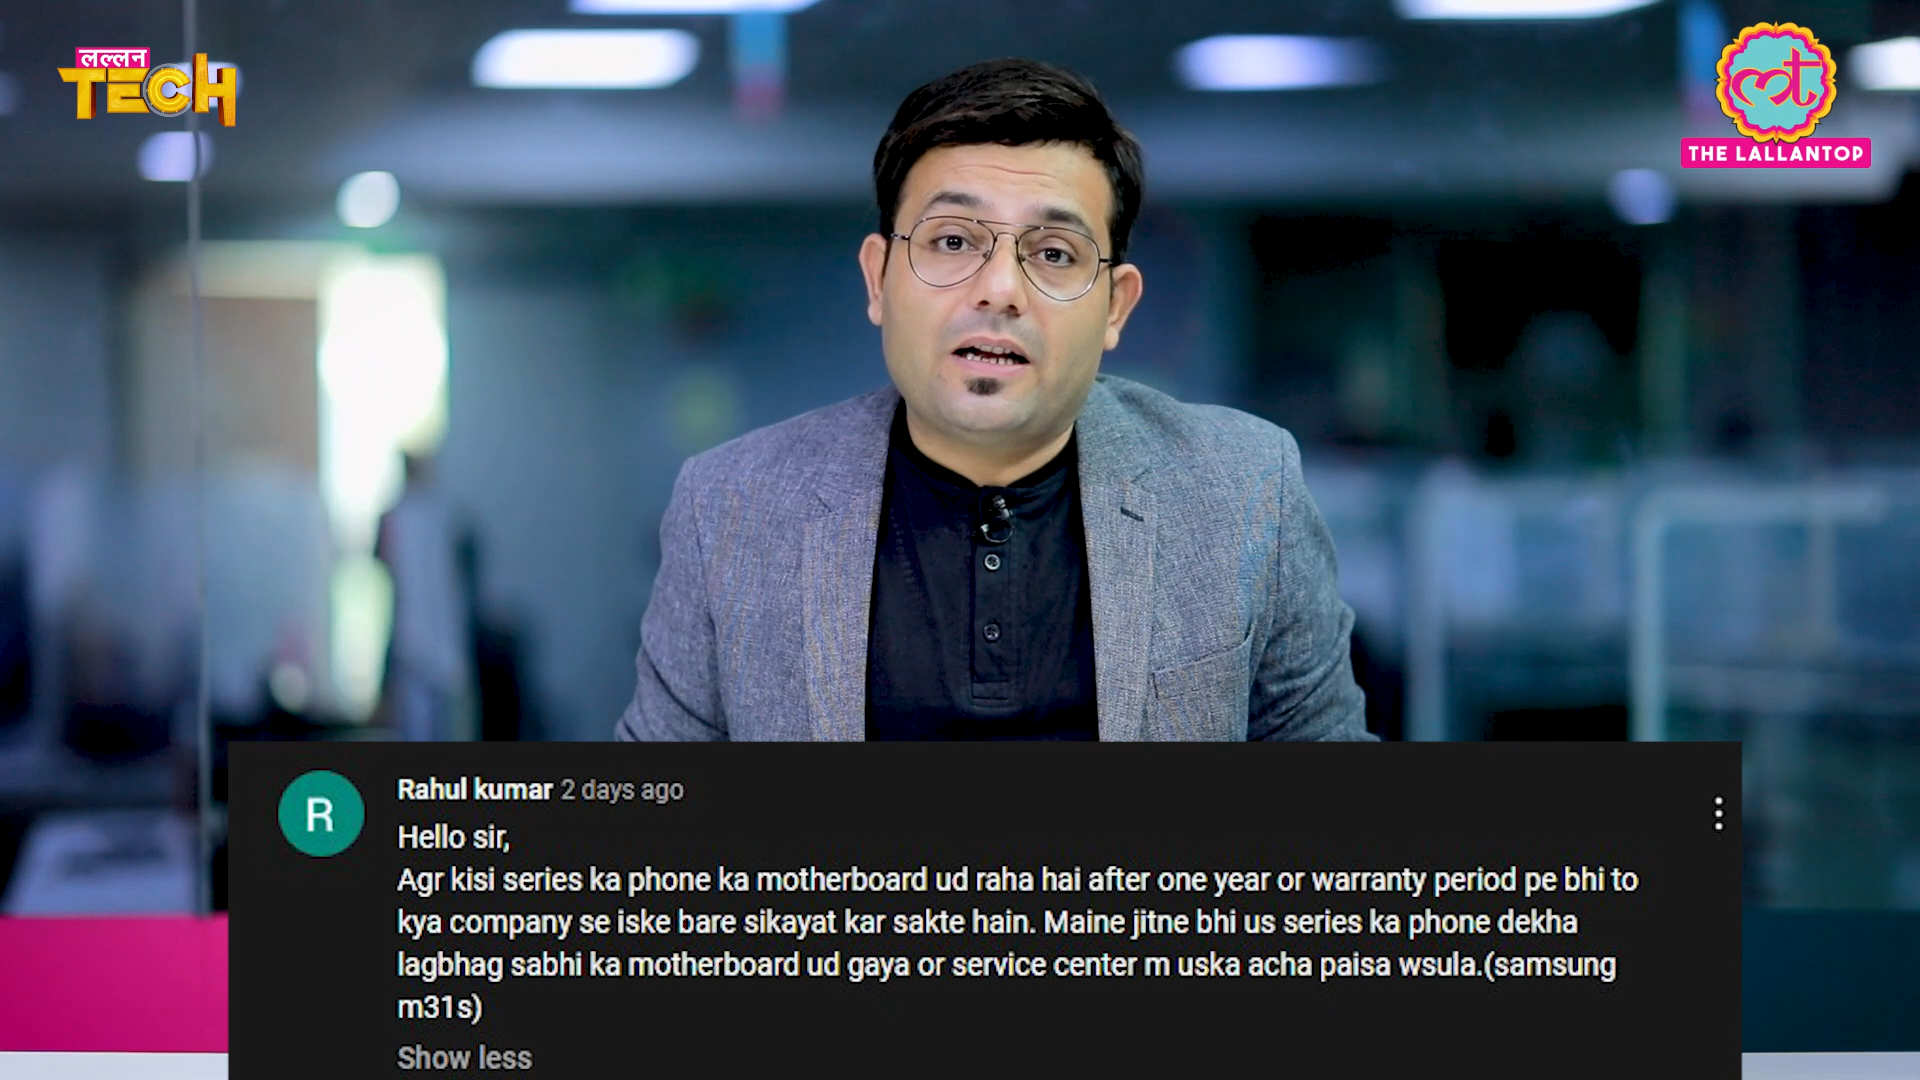 लल्लन
TECH
THE LALLANTOP
R
Rahul kumar 2 days ago
Hello sir,
Agr kisi series ka phone ka motherboard ud raha hai after one year or warranty period pe bhi to
kya company se iske bare sikayat kar sakte hain. Maine jitne bhi us series ka phone dekha
lagbhag sabhi ka motherboard ud gaya or service center m uska acha paisa wsula.(samsung
m31s)
Show less